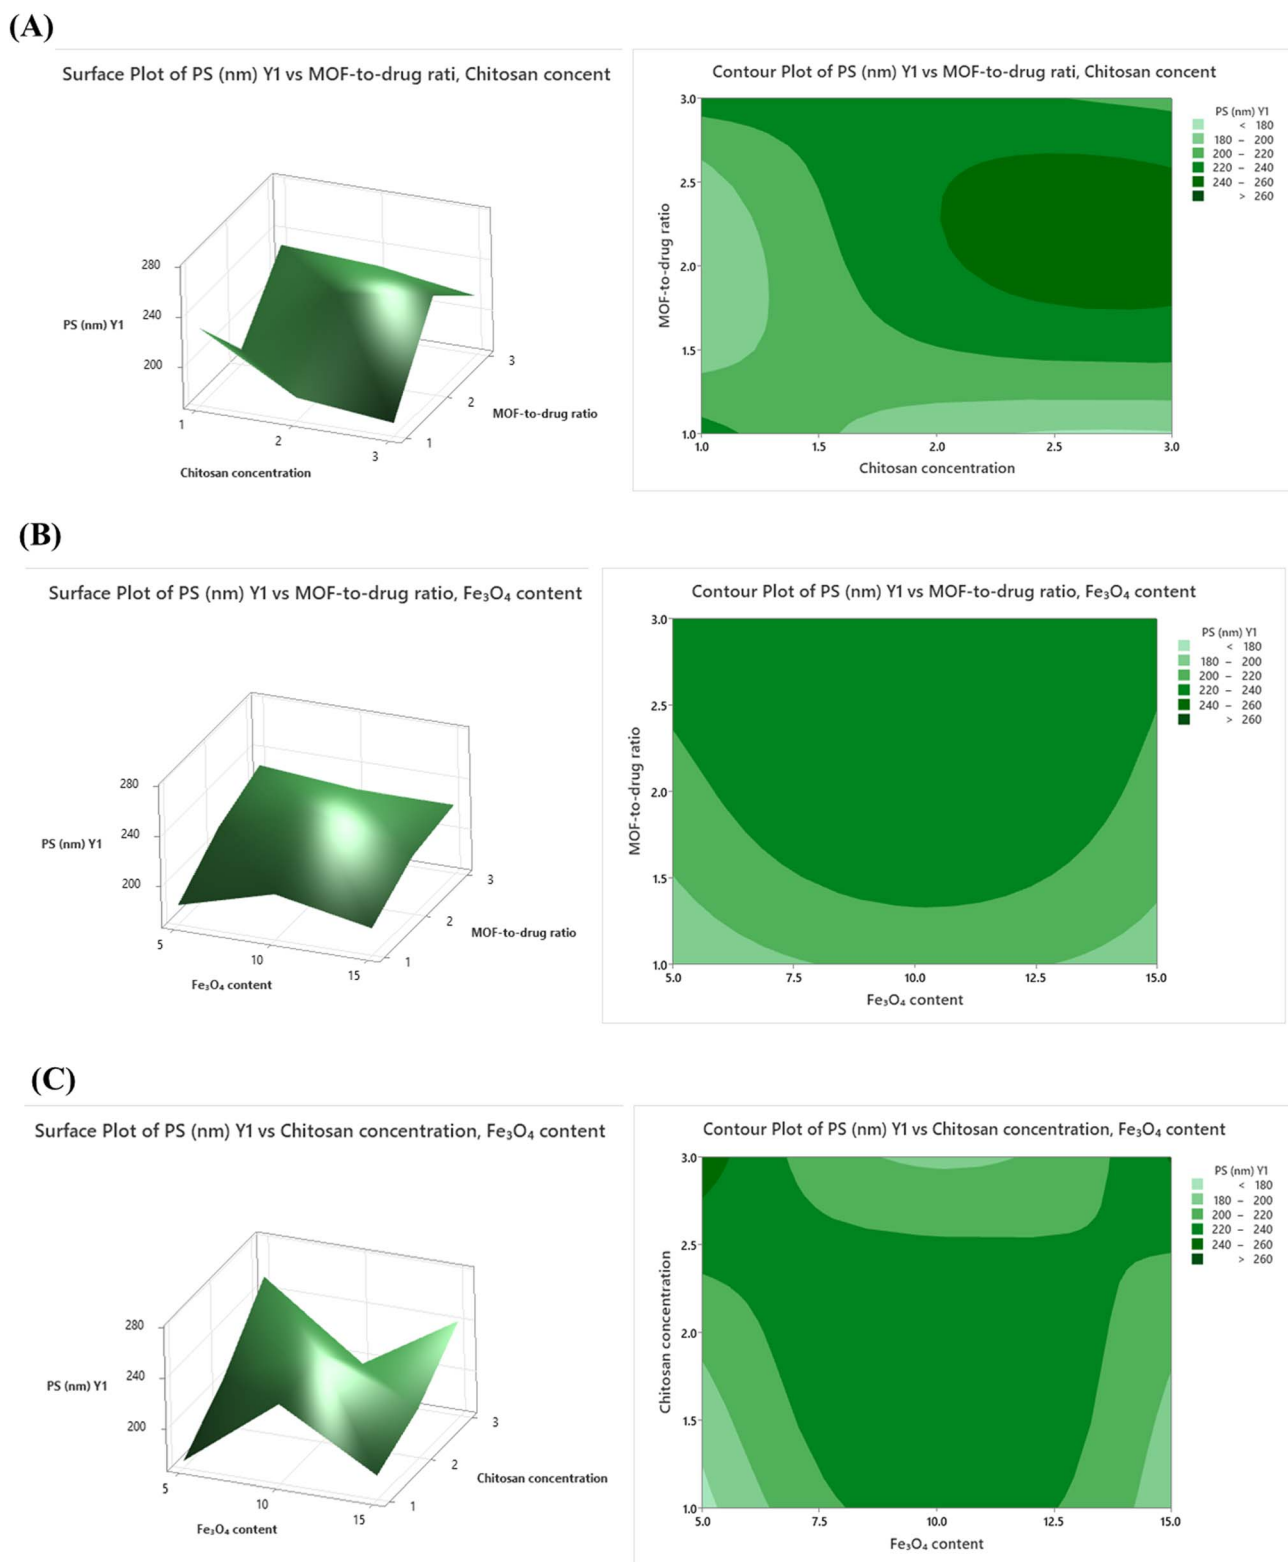 (A)
Surface Plot of PS (nm) Y1 vs MOF-to-drug rati, Chitosan concent
280
240
200
PS (nm) Y1
1
2
3
Chitosan concentration
1
2
3
MOF-to-drug ratio
Contour Plot of PS (nm) Y1 vs MOF-to-drug rati, Chitosan concent
3.0
2.5
2.0
1.5
1.0
MOF-to-drug ratio
1.0 1.5 2.0 2.5 3.0
Chitosan concentration
PS (nm) Y1
< 180
180 – 200
200 – 220
220 – 240
240 – 260
> 260
(B)
Surface Plot of PS (nm) Y1 vs MOF-to-drug ratio, Fe₃O₄ content
280
240
200
PS (nm) Y1
5
10
15
Fe₃O₄ content
1
2
3
MOF-to-drug ratio
Contour Plot of PS (nm) Y1 vs MOF-to-drug ratio, Fe₃O₄ content
3.0
2.5
2.0
1.5
1.0
MOF-to-drug ratio
5.0 7.5 10.0 12.5 15.0
Fe₃O₄ content
PS (nm) Y1
< 180
180 – 200
200 – 220
220 – 240
240 – 260
> 260
(C)
Surface Plot of PS (nm) Y1 vs Chitosan concentration, Fe₃O₄ content
280
240
200
PS (nm) Y1
5
10
15
Fe₃O₄ content
1
2
3
Chitosan concentration
Contour Plot of PS (nm) Y1 vs Chitosan concentration, Fe₃O₄ content
3.0
2.5
2.0
1.5
1.0
Chitosan concentration
5.0 7.5 10.0 12.5 15.0
Fe₃O₄ content
PS (nm) Y1
< 180
180 – 200
200 – 220
220 – 240
240 – 260
> 260